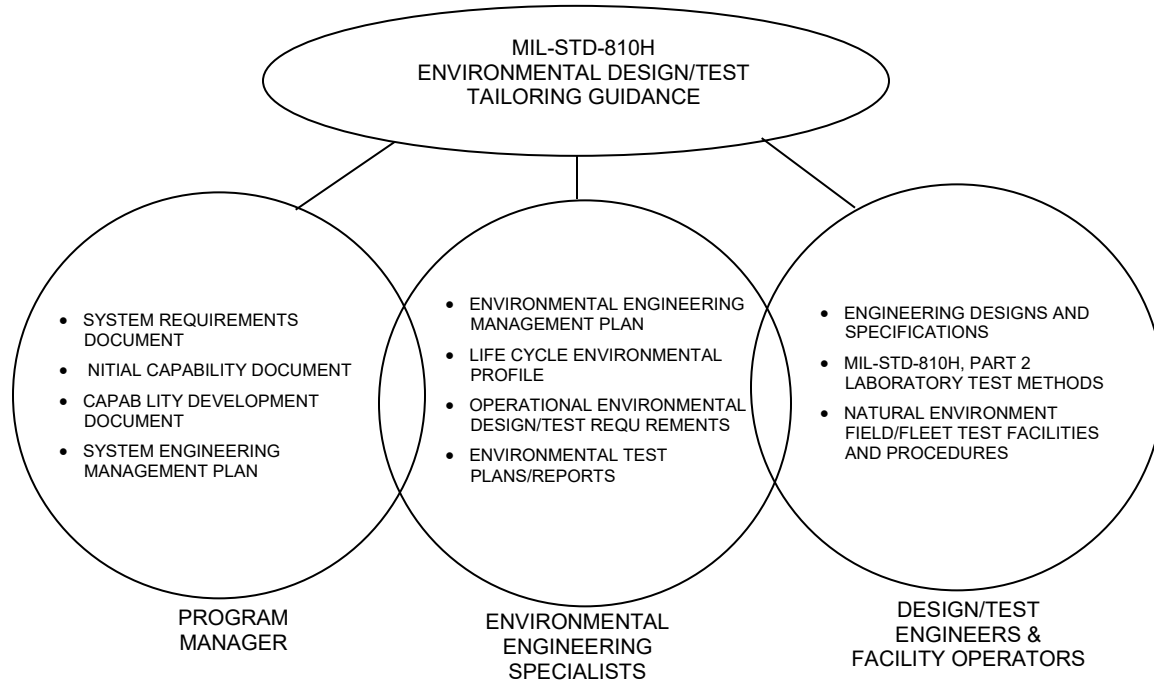 MIL-STD-810H
ENVIRONMENTAL DESIGN/TEST
TAILORING GUIDANCE
• SYSTEM REQUIREMENTS
DOCUMENT
• NITIAL CAPABILITY DOCUMENT
• CAPAB LITY DEVELOPMENT
DOCUMENT
• SYSTEM ENGINEERING
MANAGEMENT PLAN
• ENVIRONMENTAL ENGINEERING
MANAGEMENT PLAN
• LIFE CYCLE ENVIRONMENTAL
PROFILE
• OPERATIONAL ENVIRONMENTAL
DESIGN/TEST REQU REMENTS
• ENVIRONMENTAL TEST
PLANS/REPORTS
• ENGINEERING DESIGNS AND
SPECIFICATIONS
• MIL-STD-810H, PART 2
LABORATORY TEST METHODS
• NATURAL ENVIRONMENT
FIELD/FLEET TEST FACILITIES
AND PROCEDURES
PROGRAM
MANAGER
ENVIRONMENTAL
ENGINEERING
SPECIALISTS
DESIGN/TEST
ENGINEERS &
FACILITY OPERATORS